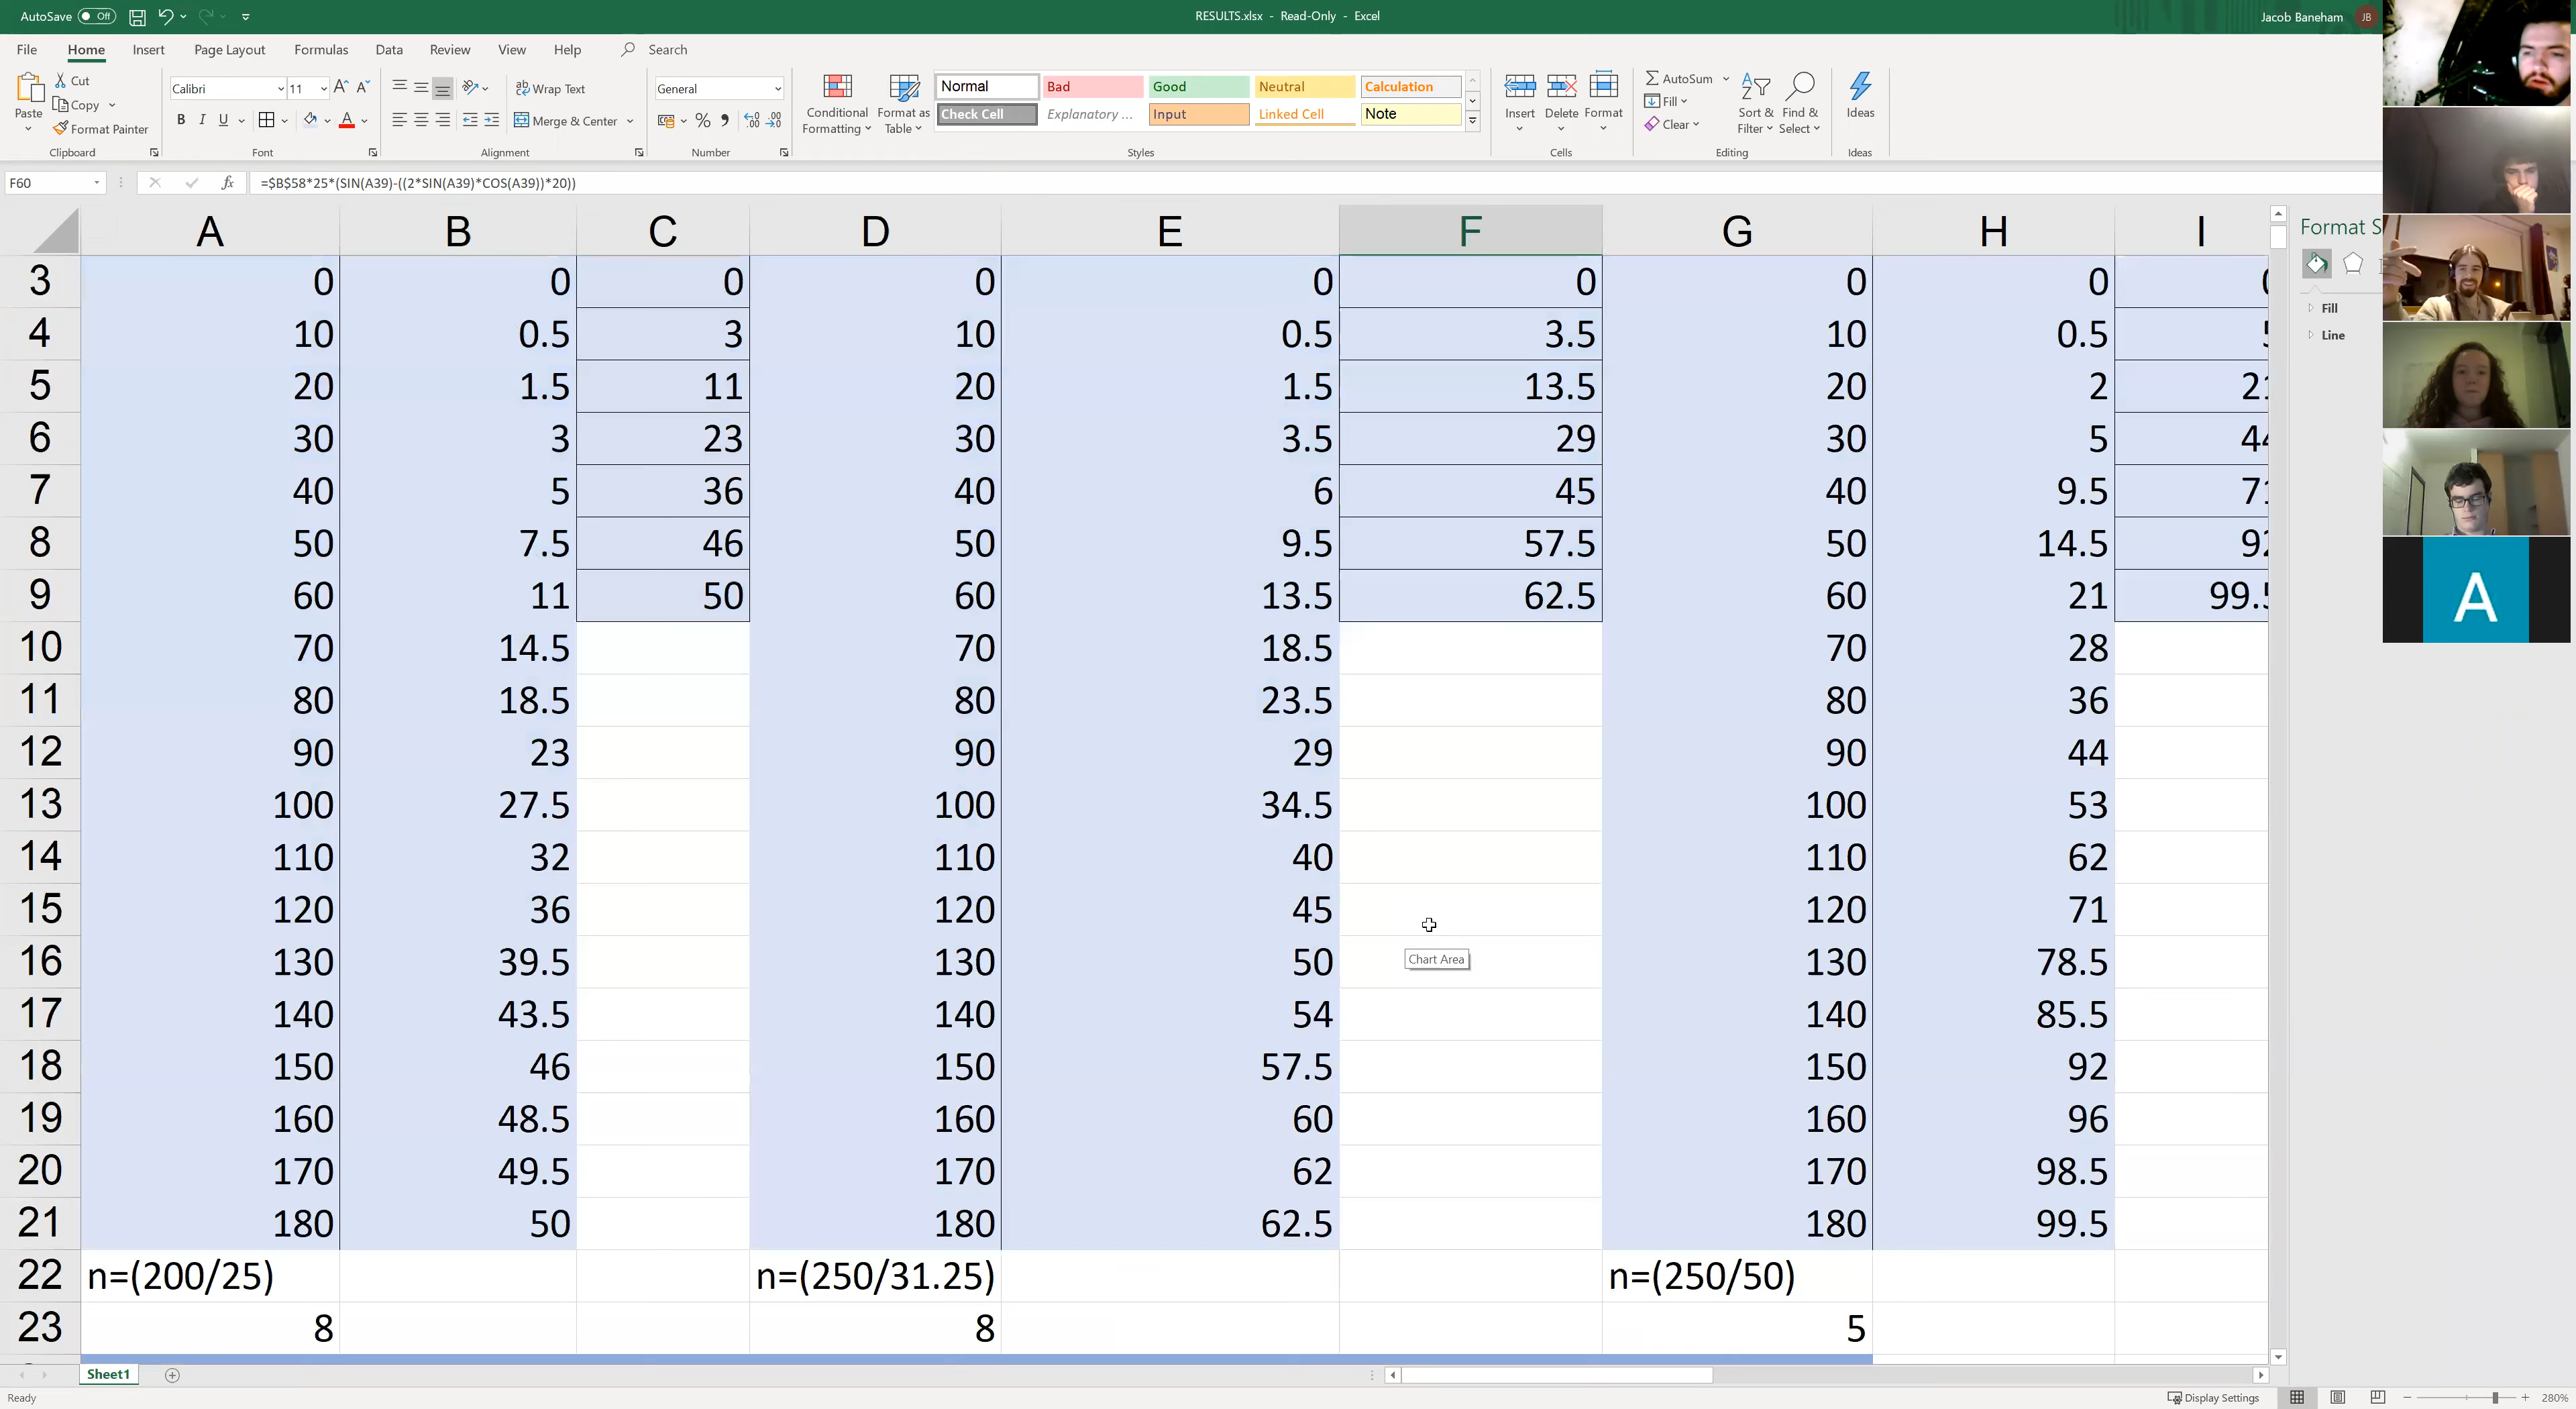 AutoSave Off RESULTS.xlsx - Read-Only - Excel Jacob Baneham JB
File Home Insert Page Layout Formulas Data Review View Help Search
Paste Cut Copy Format Painter Clipboard
Calibri 11 B I U A Font
Wrap Text Merge & Center Alignment
General % Number
Conditional Formatting Format as Table
Normal Bad Good Neutral Calculation
Check Cell Explanatory ... Input Linked Cell Note
Styles
Insert Delete Format Cells
AutoSum Fill Clear Sort & Filter Find & Select Editing
Ideas Ideas
F60 fx =$B$58*25*(SIN(A39)-((2*SIN(A39)*COS(A39))*20))
A B C D E F G H I
3 0 0 0 0 0 0 0 0
4 10 0.5 3 10 0.5 3.5 10 0.5
5 20 1.5 11 20 1.5 13.5 20 2 21
6 30 3 23 30 3.5 29 30 5 44
7 40 5 36 40 6 45 40 9.5 71
8 50 7.5 46 50 9.5 57.5 50 14.5 92
9 60 11 50 60 13.5 62.5 60 21 99.5
10 70 14.5 70 18.5 70 28
11 80 18.5 80 23.5 80 36
12 90 23 90 29 90 44
13 100 27.5 100 34.5 100 53
14 110 32 110 40 110 62
15 120 36 120 45 120 71
16 130 39.5 130 50 130 78.5
17 140 43.5 140 54 140 85.5
18 150 46 150 57.5 150 92
19 160 48.5 160 60 160 96
20 170 49.5 170 62 170 98.5
21 180 50 180 62.5 180 99.5
22 n=(200/25) n=(250/31.25) n=(250/50)
23 8 8 5
Chart Area
Format S
Fill
Line
A
Sheet1
Ready Display Settings 280%